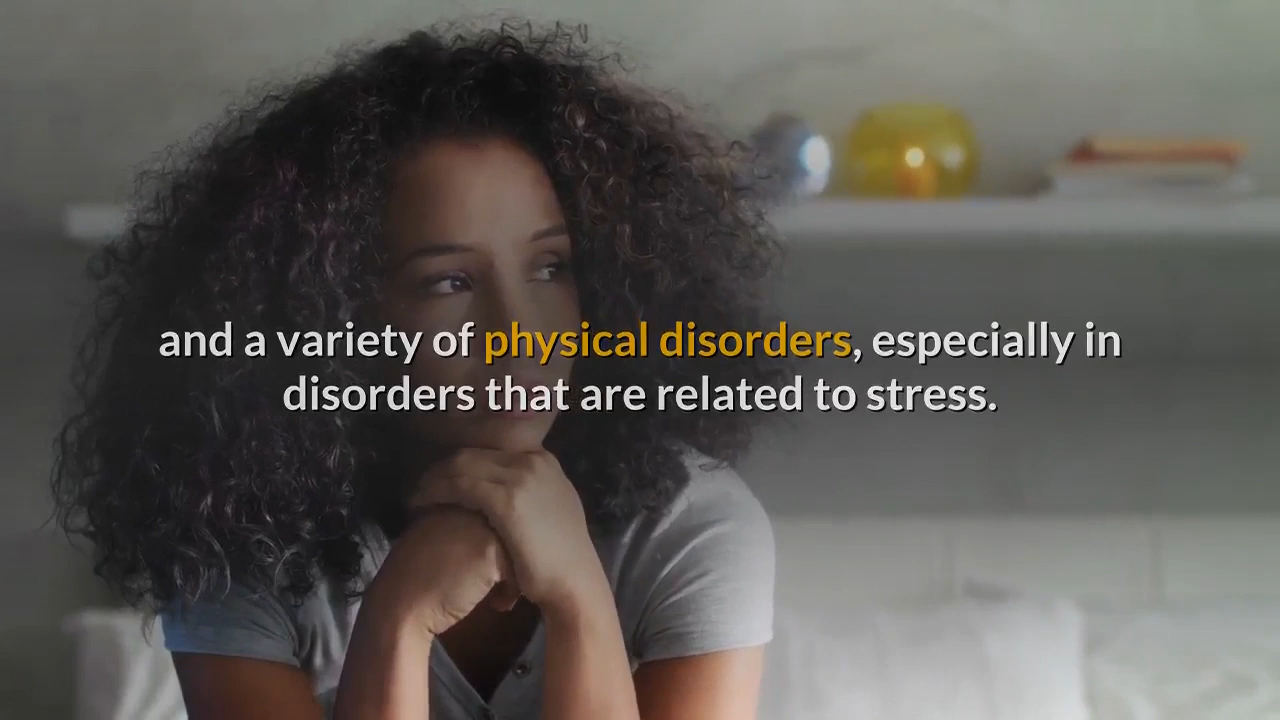 and a variety of physical disorders, especially in
disorders that are related to stress.